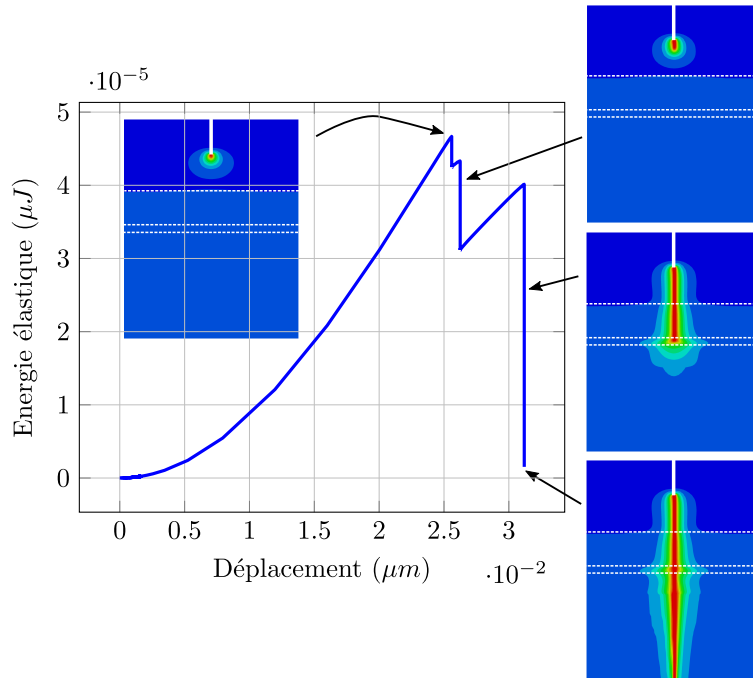 ·10⁻⁵
5
4
3
2
1
0
Energie élastique (μJ)
0 0.5 1 1.5 2 2.5 3
Déplacement (μm)
·10⁻²